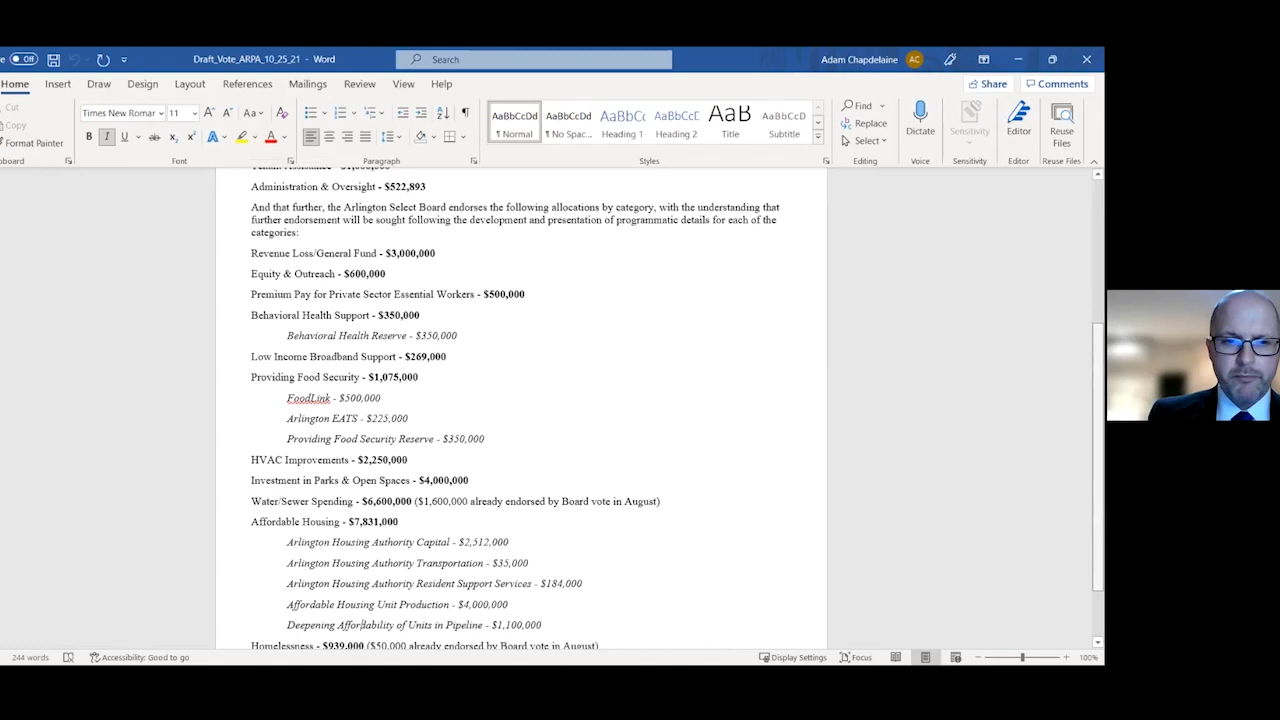 e Off Draft_Vote_ARPA_10_25_21 - Word Search Adam Chapdelaine AC
Home Insert Draw Design Layout References Mailings Review View Help Share Comments
Cut
Copy
Format Painter
Times New Roman 11
Aa
B I U ab x₂ x² A A
AaBbCcDd AaBbCcDd AaBbCc AaBbCcD AaB AaBbCcD
¶ Normal ¶ No Spac... Heading 1 Heading 2 Title Subtitle
Find
Replace
Select
Dictate Sensitivity Editor Reuse
Files
board Font Paragraph Styles Editing Voice Sensitivity Editor Reuse Files
Administration & Oversight - $522,893
And that further, the Arlington Select Board endorses the following allocations by category, with the understanding that
further endorsement will be sought following the development and presentation of programmatic details for each of the
categories:
Revenue Loss/General Fund - $3,000,000
Equity & Outreach - $600,000
Premium Pay for Private Sector Essential Workers - $500,000
Behavioral Health Support - $350,000
Behavioral Health Reserve - $350,000
Low Income Broadband Support - $269,000
Providing Food Security - $1,075,000
FoodLink - $500,000
Arlington EATS - $225,000
Providing Food Security Reserve - $350,000
HVAC Improvements - $2,250,000
Investment in Parks & Open Spaces - $4,000,000
Water/Sewer Spending - $6,600,000 ($1,600,000 already endorsed by Board vote in August)
Affordable Housing - $7,831,000
Arlington Housing Authority Capital - $2,512,000
Arlington Housing Authority Transportation - $35,000
Arlington Housing Authority Resident Support Services - $184,000
Affordable Housing Unit Production - $4,000,000
Deepening Affordability of Units in Pipeline - $1,100,000
Homelessness - $939,000 ($50,000 already endorsed by Board vote in August)
244 words Accessibility: Good to go Display Settings Focus 100%